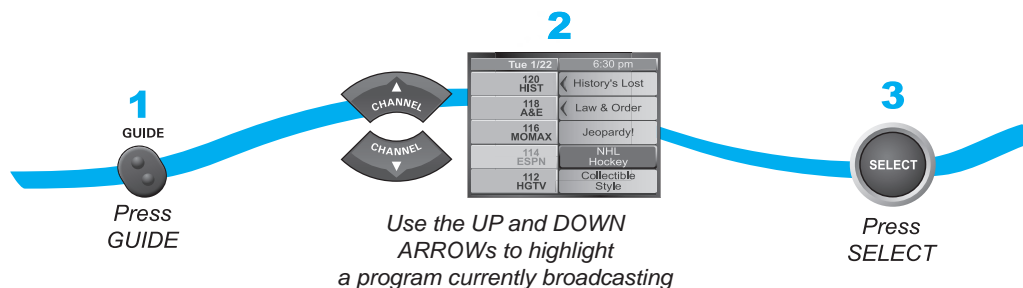 1
GUIDE
Press
GUIDE
2
CHANNEL
CHANNEL
Tue 1/22 6:30 pm
120
HIST
History's Lost
118
A&E
Law & Order
116
MOMAX
Jeopardy!
114
ESPN
NHL
Hockey
112
HGTV
Collectible
Style
Use the UP and DOWN
ARROWs to highlight
a program currently broadcasting
3
SELECT
Press
SELECT